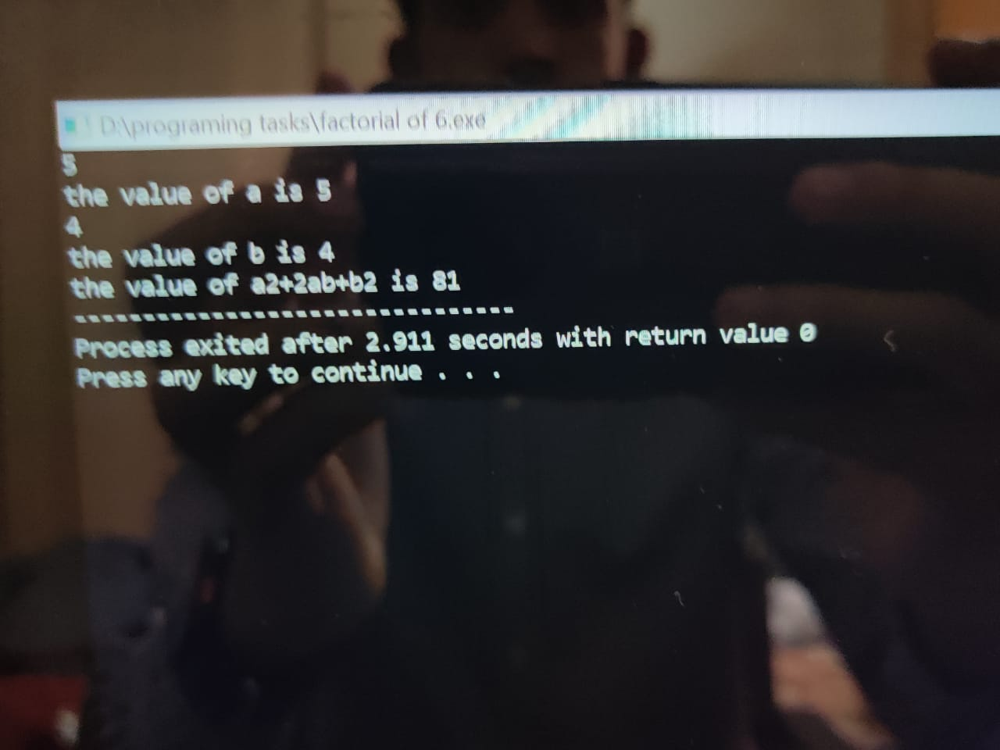 D:\programing tasks\factorial of 6.exe
5
the value of a is 5
4
the value of b is 4
the value of a2+2ab+b2 is 81
--------------------------------
Process exited after 2.911 seconds with return value 0
Press any key to continue . . .